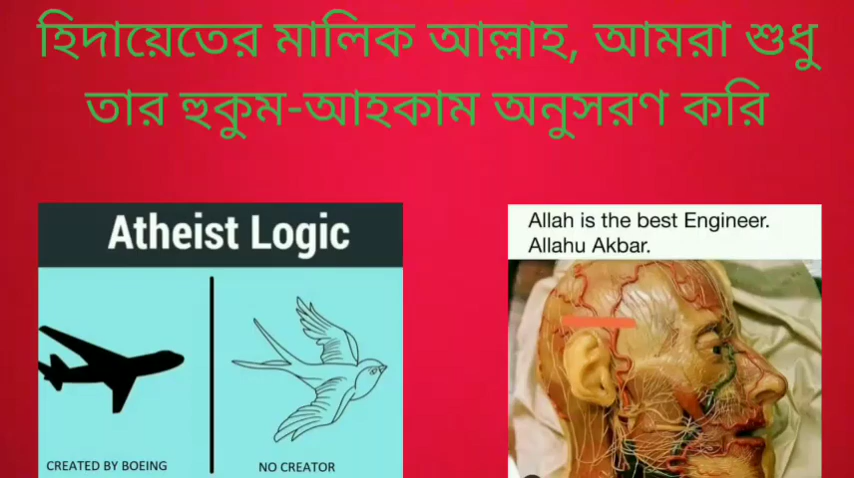 হিদায়েতের মালিক আল্লাহ, আমরা শুধু
তার হুকুম-আহকাম অনুসরণ করি
Atheist Logic
CREATED BY BOEING
NO CREATOR
Allah is the best Engineer.
Allahu Akbar.